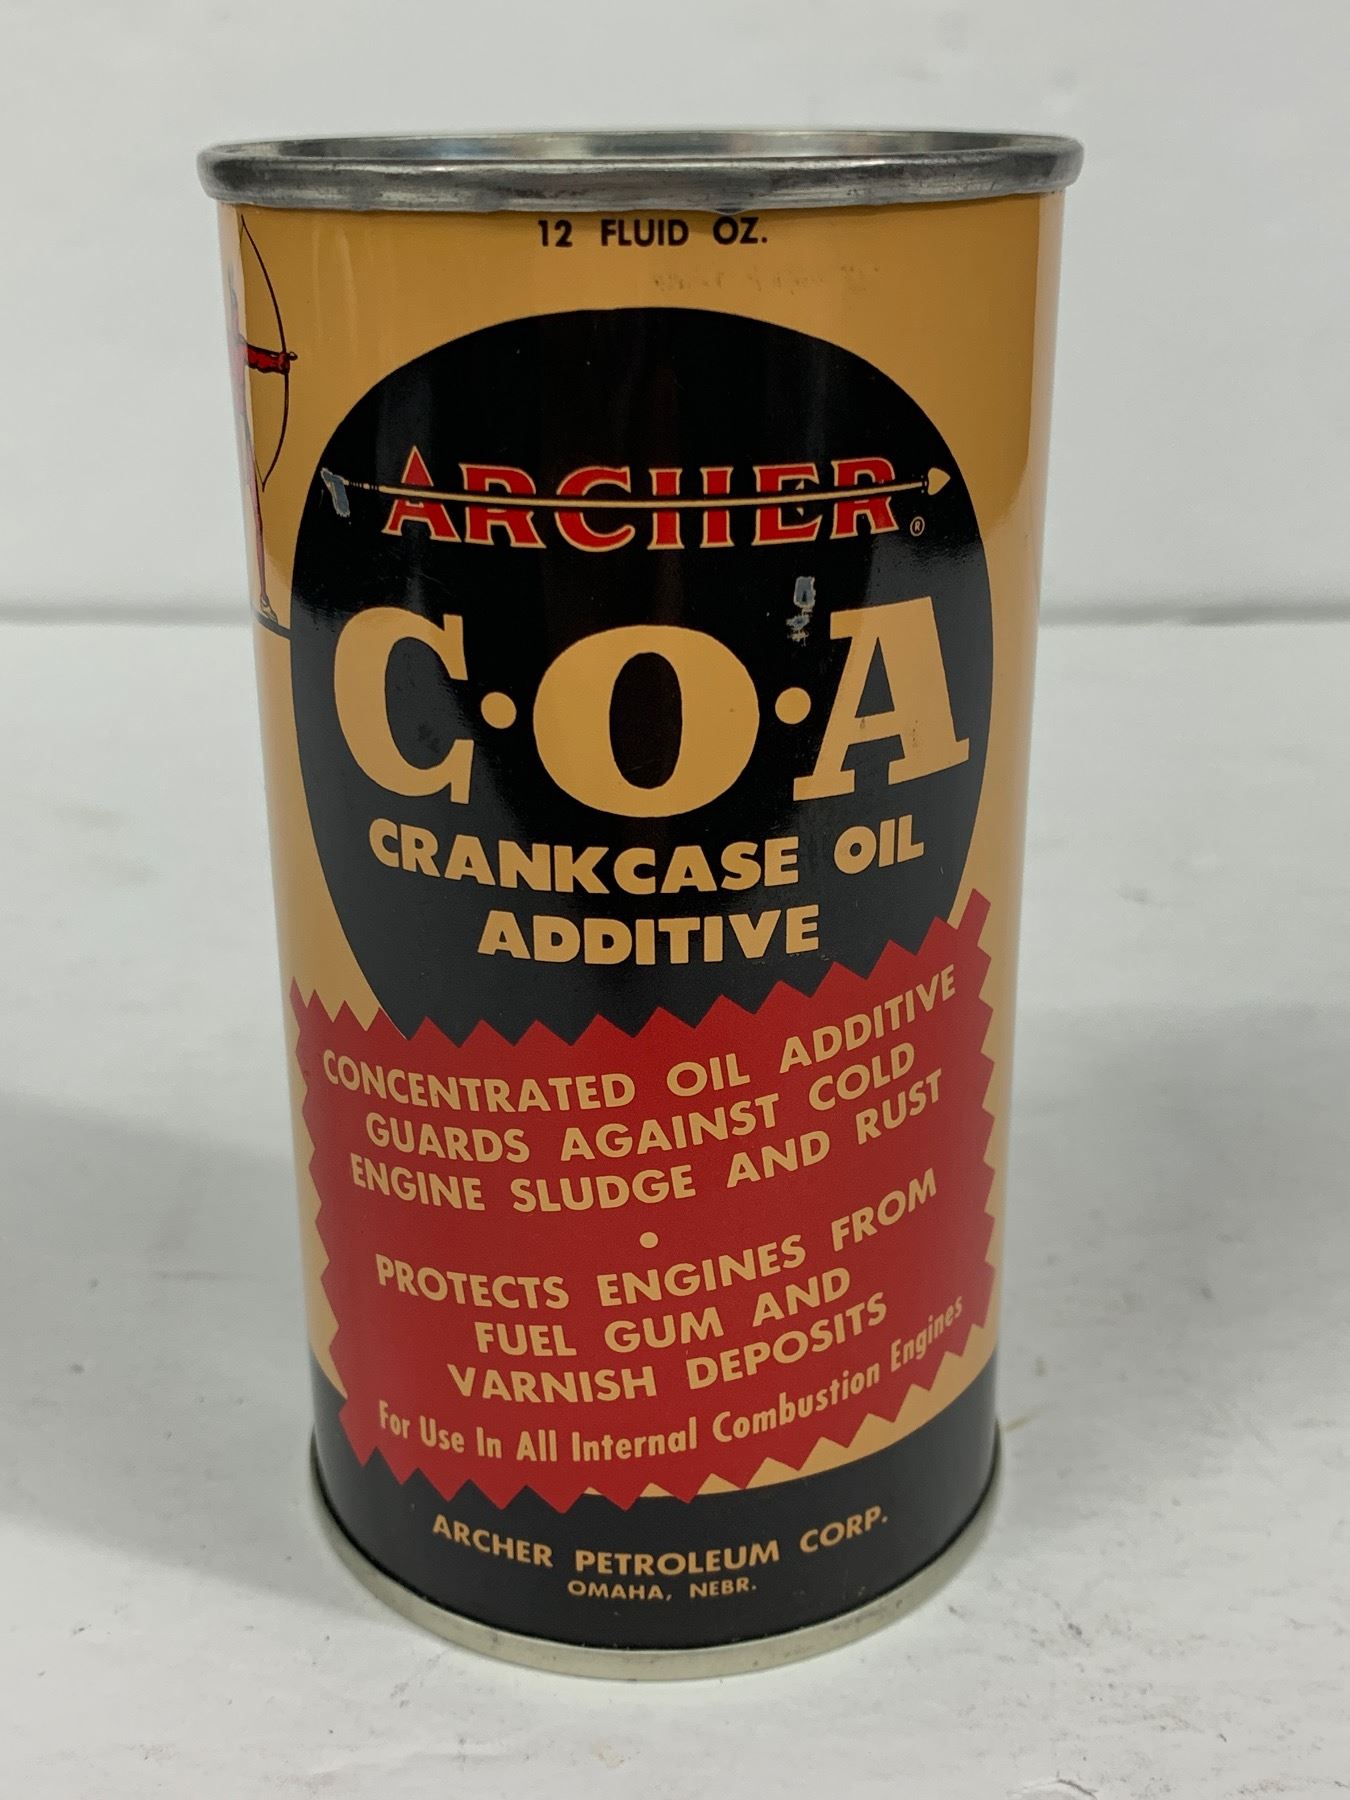 12 FLUID OZ.
ARCHER ®
C·O·A
CRANKCASE OIL
ADDITIVE
CONCENTRATED OIL ADDITIVE
GUARDS AGAINST COLD
ENGINE SLUDGE AND RUST
•
PROTECTS ENGINES FROM
FUEL GUM AND
VARNISH DEPOSITS
For Use In All Internal Combustion Engines
ARCHER PETROLEUM CORP.
OMAHA, NEBR.